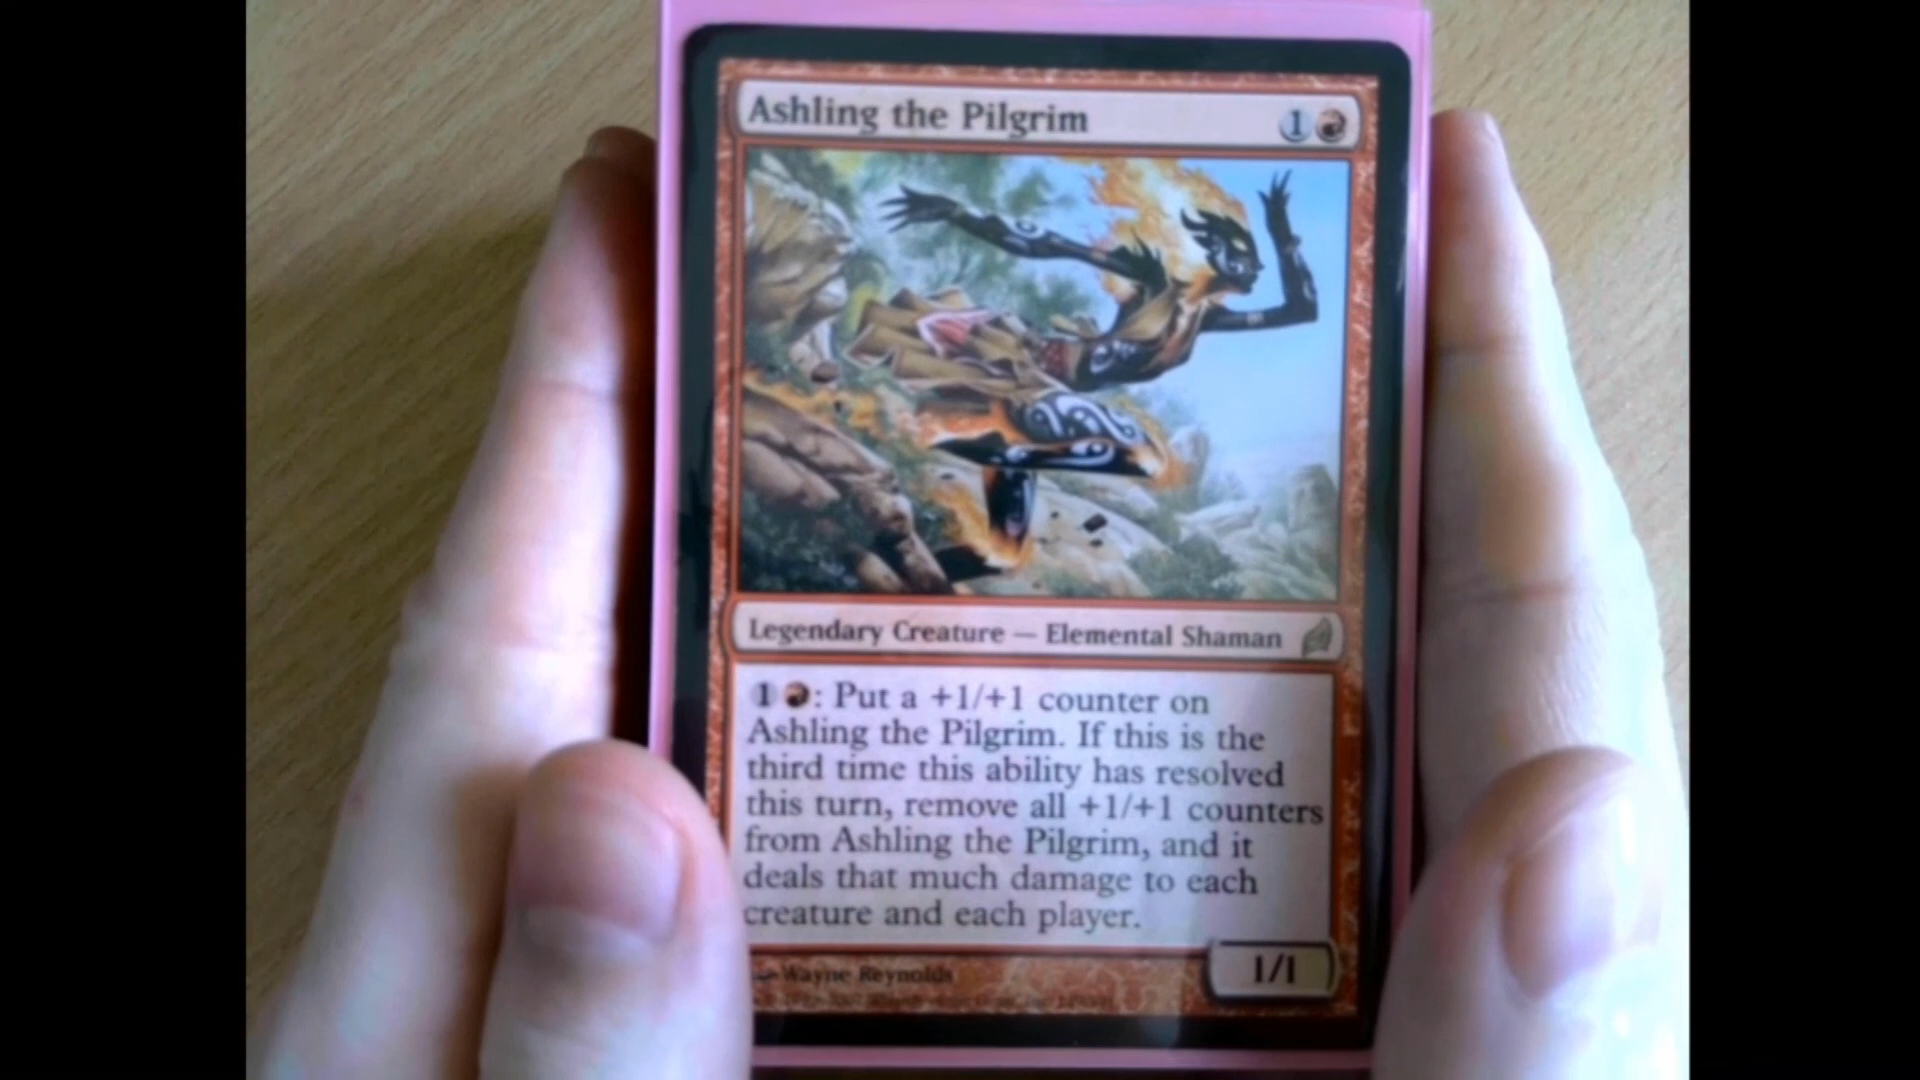 Ashling the Pilgrim 1
Legendary Creature — Elemental Shaman
1 : Put a +1/+1 counter on
Ashling the Pilgrim. If this is the
third time this ability has resolved
this turn, remove all +1/+1 counters
from Ashling the Pilgrim, and it
deals that much damage to each
creature and each player.
1/1
Wayne Reynolds